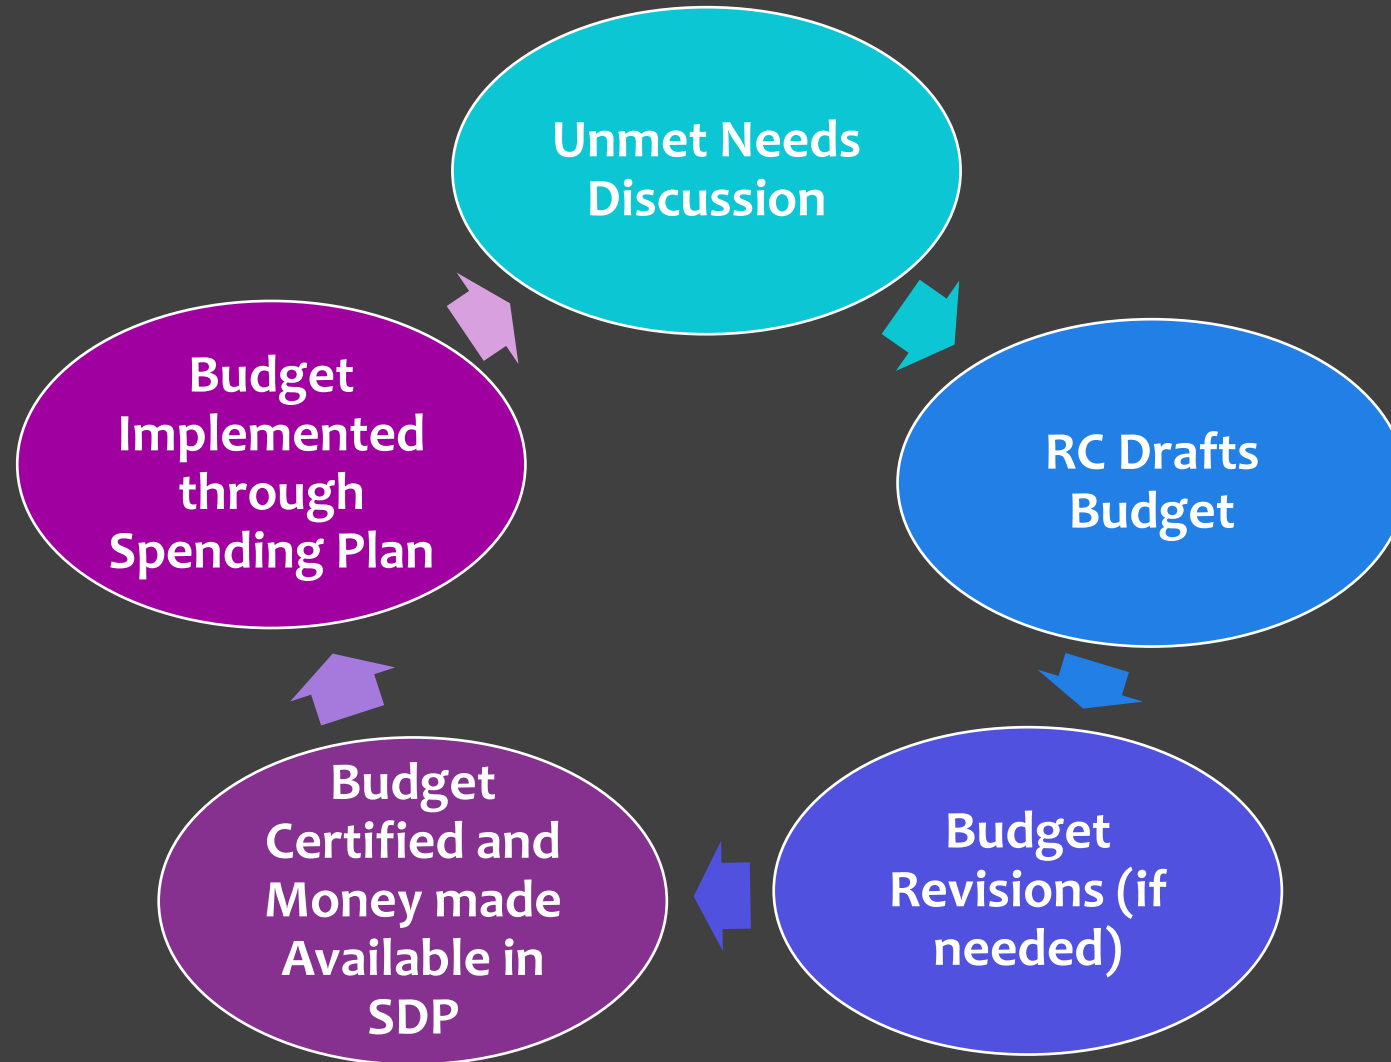 Unmet Needs
Discussion
RC Drafts
Budget
Budget
Revisions (if
needed)
Budget
Certified and
Money made
Available in
SDP
Budget
Implemented
through
Spending Plan